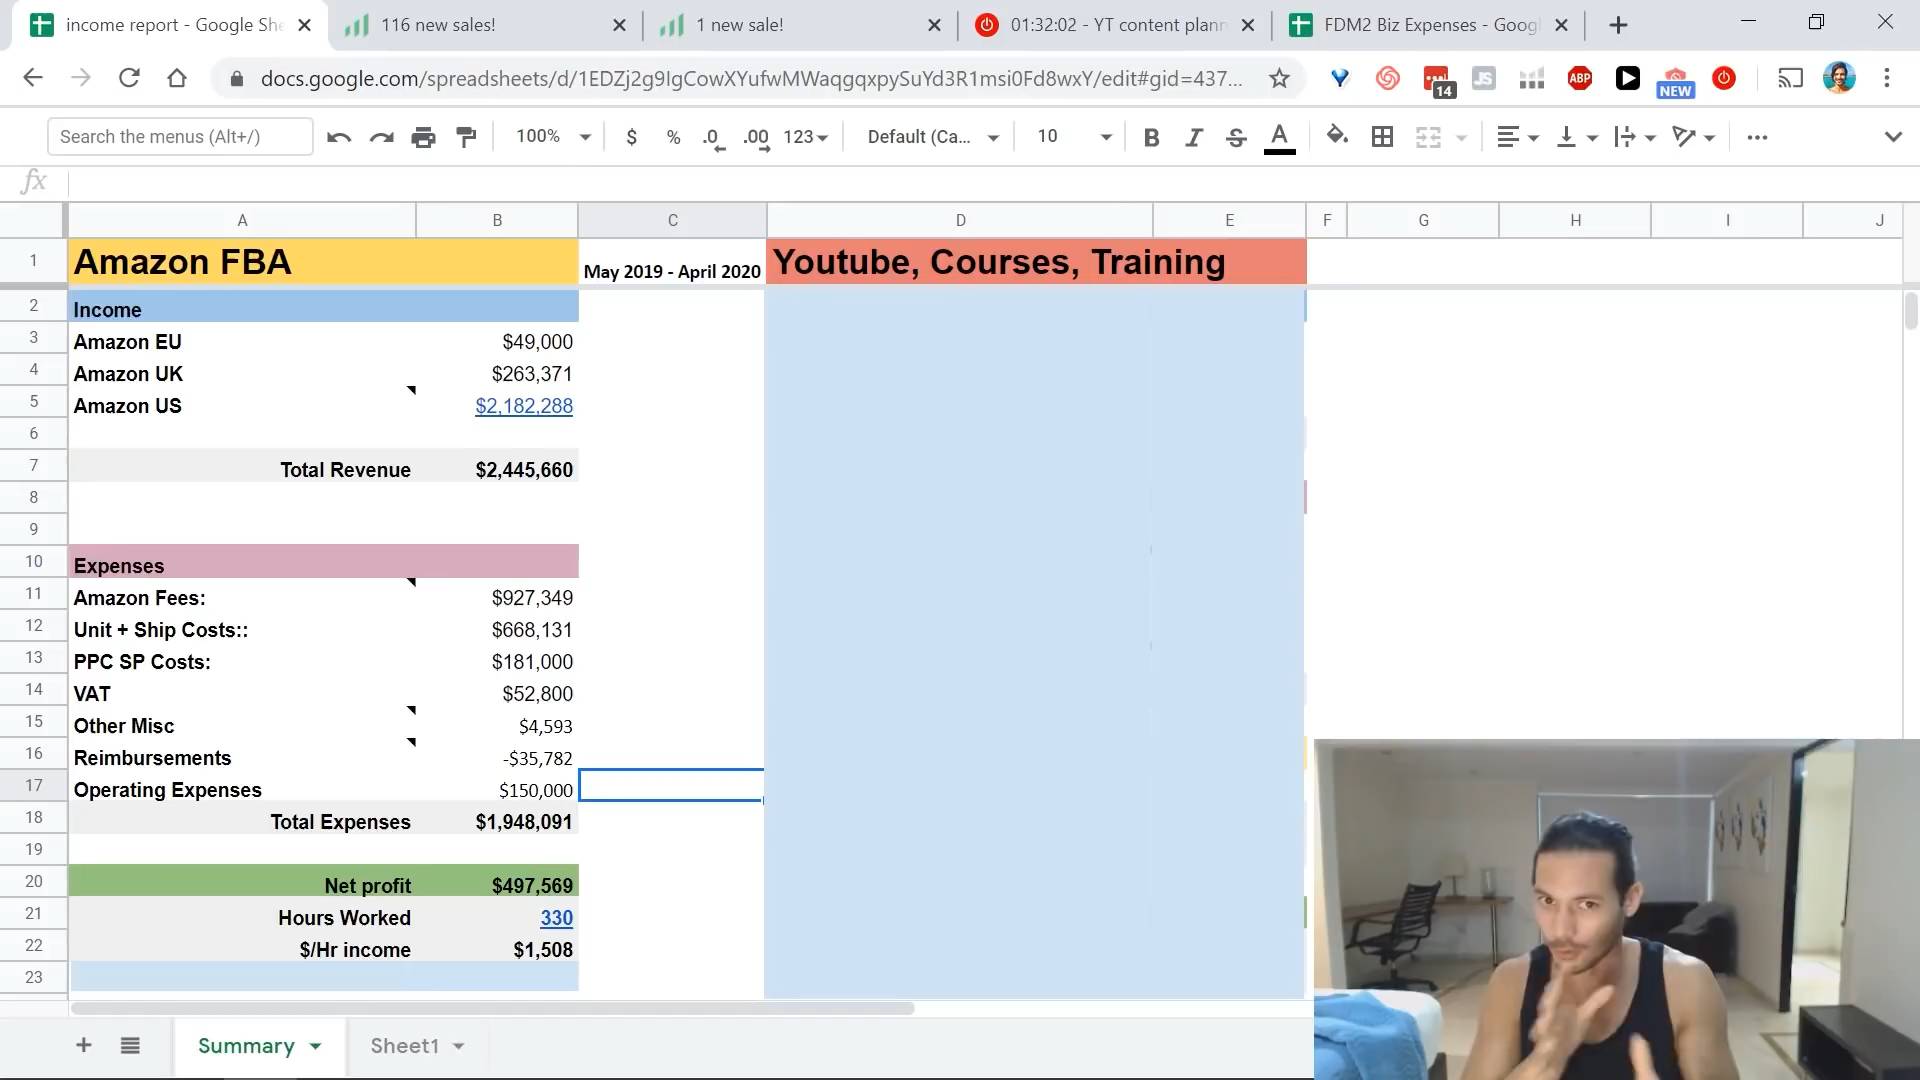 income report - Google She
116 new sales!
1 new sale!
01:32:02 - YT content plann
FDM2 Biz Expenses - Googl
docs.google.com/spreadsheets/d/1EDZj2g9IgCowXYufwMWaqgqxpySuYd3R1msi0Fd8wxY/edit#gid=437...
14
JS
ABP
NEW
Search the menus (Alt+/)
100%
$
%
.0
.00
123
Default (Ca...
10
B
I
S
A
fx
A B C D E F G H I J
1 Amazon FBA May 2019 - April 2020 Youtube, Courses, Training
2 Income
3 Amazon EU $49,000
4 Amazon UK $263,371
5 Amazon US $2,182,288
6
7 Total Revenue $2,445,660
8
9
10 Expenses
11 Amazon Fees: $927,349
12 Unit + Ship Costs:: $668,131
13 PPC SP Costs: $181,000
14 VAT $52,800
15 Other Misc $4,593
16 Reimbursements -$35,782
17 Operating Expenses $150,000
18 Total Expenses $1,948,091
19
20 Net profit $497,569
21 Hours Worked 330
22 $/Hr income $1,508
23
Summary
Sheet1